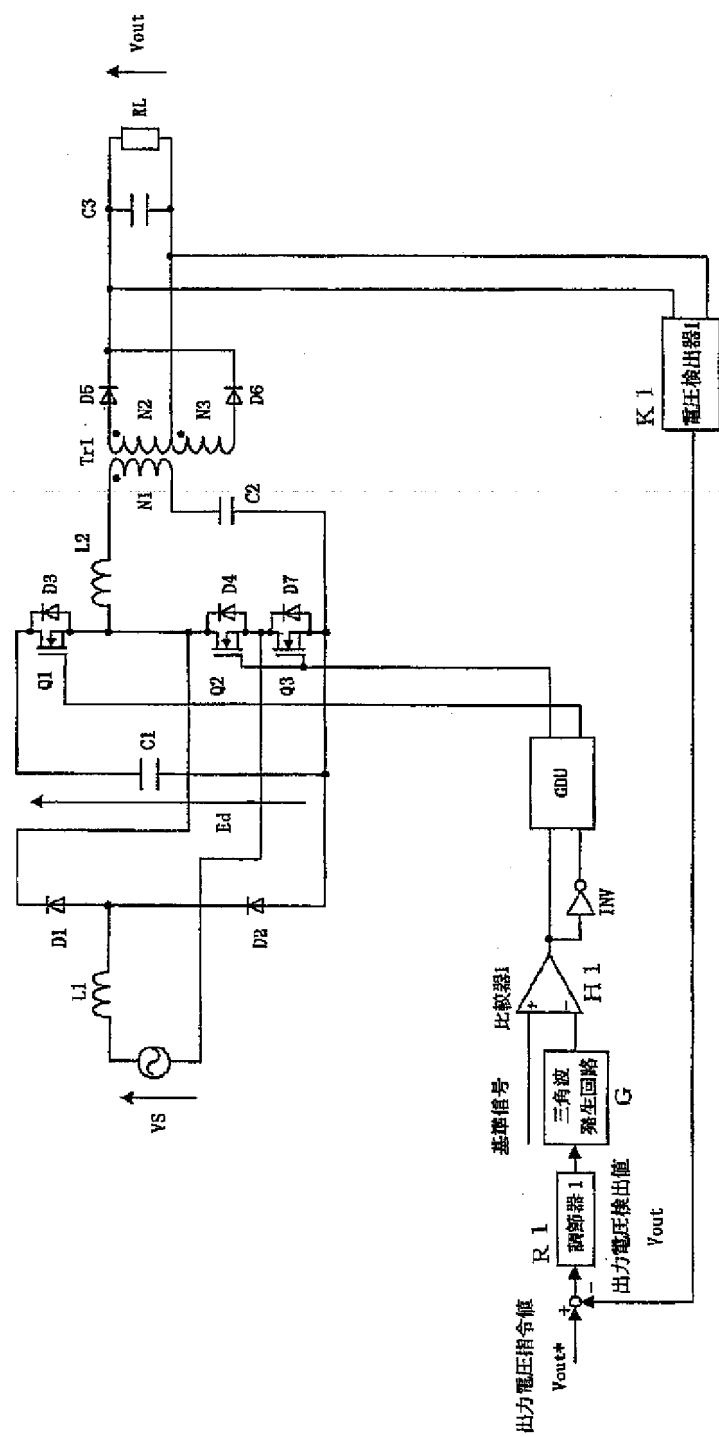 VS
L1
D1
D2
Ed
C1
Q1
D3
L2
Q2
D4
Q3
D7
Tr1
N1
C2
D5
N2
N3
D6
C3
RL
Vout
出力電圧指令値
Vout*
+
-
R1
調節器1
出力電圧検出値
Vout
基準信号
三角波
発生回路
G
比較器1
+
-
H1
INV
GDU
K1
電圧検出器1